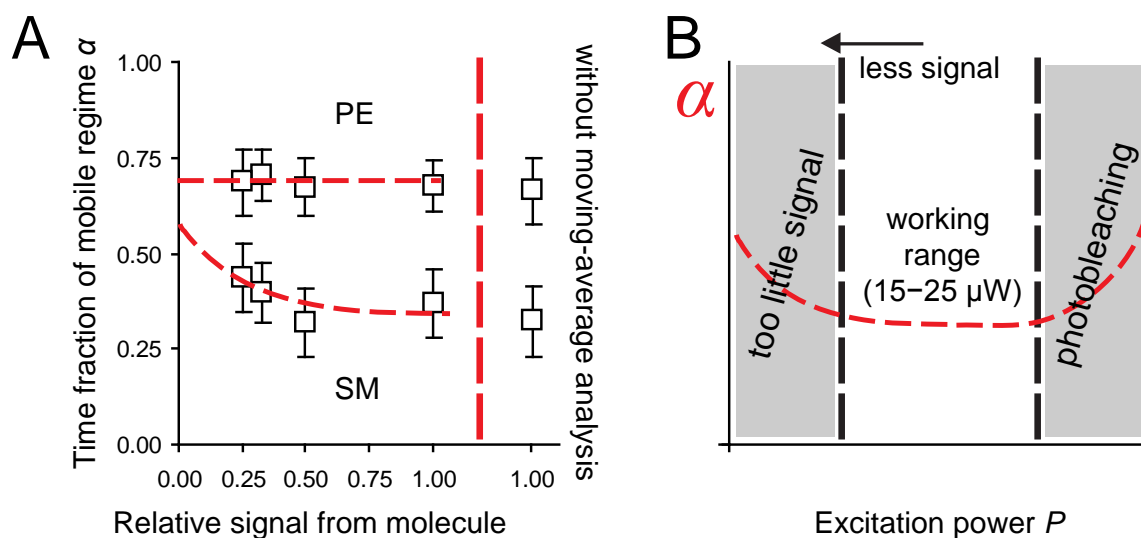 A
Time fraction of mobile regime α
1.00
0.75
0.50
0.25
0.00
PE
SM
0.00
0.25
0.50
0.75
1.00
1.00
Relative signal from molecule
without moving-average analysis
B
less signal
α
too little signal
working
range
(15−25 µW)
photobleaching
Excitation power P